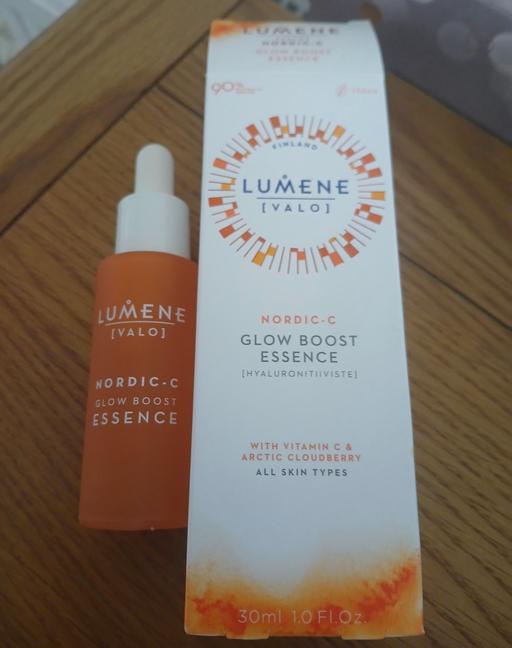 LUMENE
NORDIC-C
GLOW BOOST
ESSENCE
90%
VEGAN
FINLAND
LUMENE
[VALO]
NORDIC-C
GLOW BOOST
ESSENCE
[HYALURONITIIVISTE]
WITH VITAMIN C &
ARCTIC CLOUDBERRY
ALL SKIN TYPES
30ml 1.0 Fl.Oz.
LUMENE
[VALO]
NORDIC-C
GLOW BOOST
ESSENCE